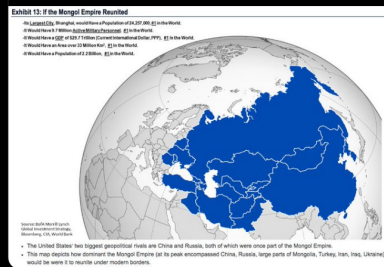 Exhibit 13: If the Mongol Empire Reunited
-Its Largest City, Shanghai, would Have a Population of 24,257,000, #1 in the World.
-It Would Have 9.7 Million Active Military Personnel. #1 in the World.
-It Would Have a GDP of $29.7 Trillion (Current International Dollar, PPP). #1 in the World.
-It Would Have an Area over 33 Million Km². #1 in the World.
-It Would Have a Population of 2.2 Billion. #1 in the World.
Source: BofA Merrill Lynch
Global Investment Strategy,
Bloomberg, CIA, World Bank
• The United States' two biggest geopolitical rivals are China and Russia, both of which were once part of the Mongol Empire.
• This map depicts how dominant the Mongol Empire (at its peak encompassed China, Russia, large parts of Mongolia, Turkey, Iran, Iraq, Ukraine)
would be were it to reunite under modern borders.